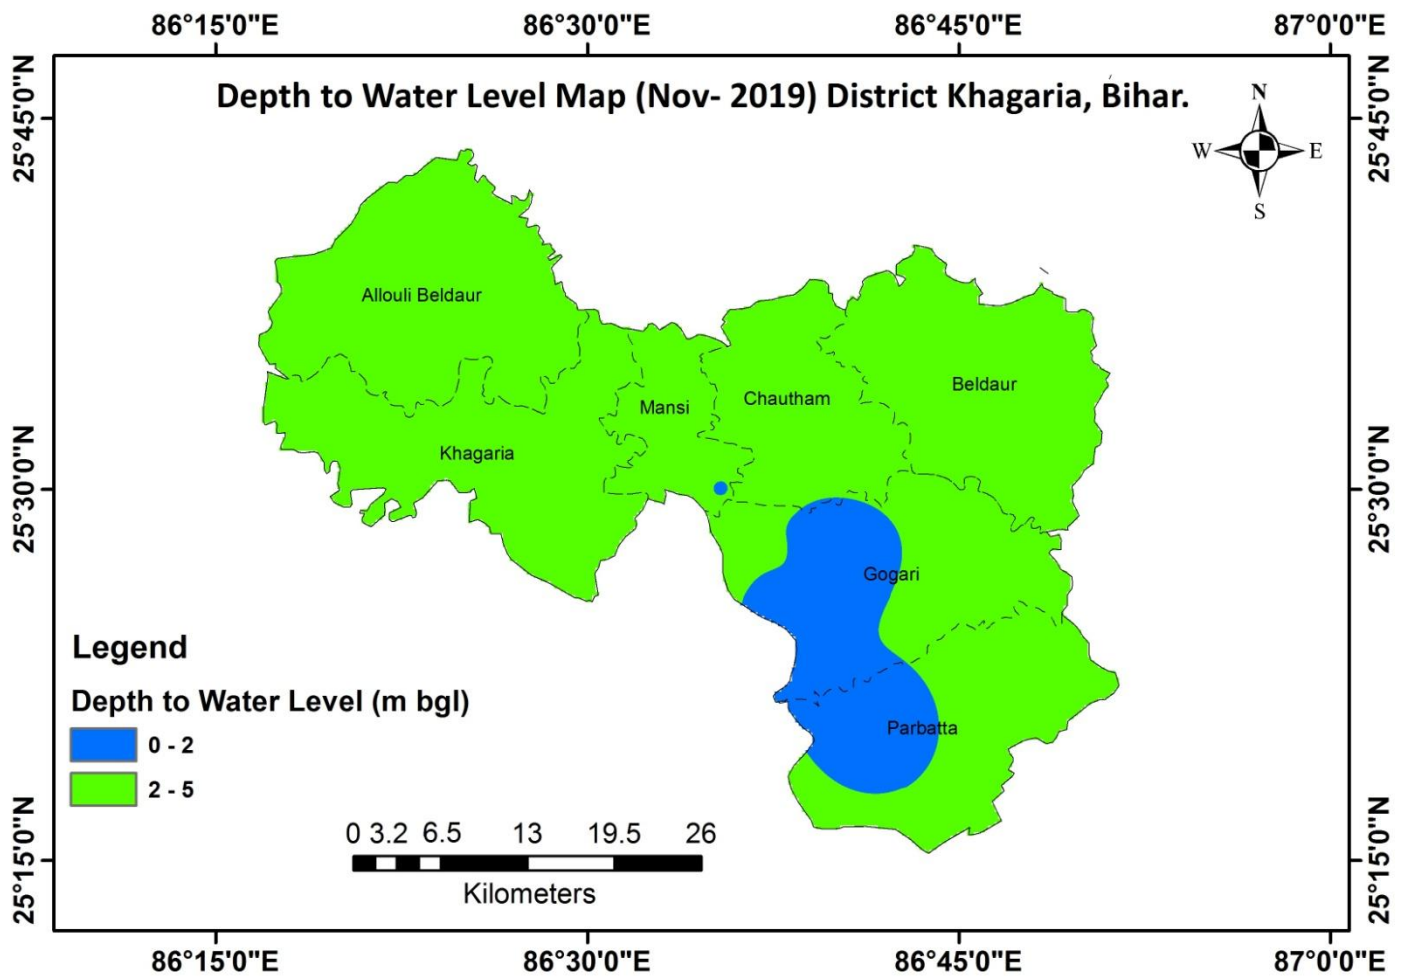 86°15'0"E 86°30'0"E 86°45'0"E 87°0'0"E
Depth to Water Level Map (Nov- 2019) District Khagaria, Bihar.
25°45'0"N
25°45'0"N
N
W
E
S
Allouli Beldaur
Beldaur
Chautham
Mansi
Khagaria
25°30'0"N
25°30'0"N
Gogari
Parbatta
Legend
Depth to Water Level (m bgl)
0 - 2
2 - 5
0 3.2 6.5 13 19.5 26
Kilometers
25°15'0"N
25°15'0"N
86°15'0"E 86°30'0"E 86°45'0"E 87°0'0"E